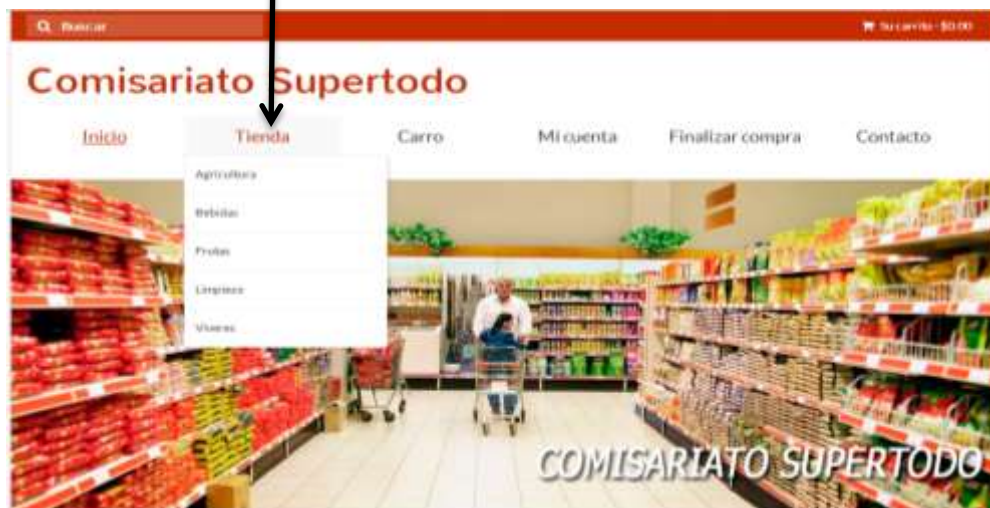 Buscar
Su carrito - $0.00
Comisariato Supertodo
Inicio Tienda Carro Mi cuenta Finalizar compra Contacto
Agricultura
Bebidas
Frutas
Limpieza
Viveres
COMISARIATO SUPERTODO